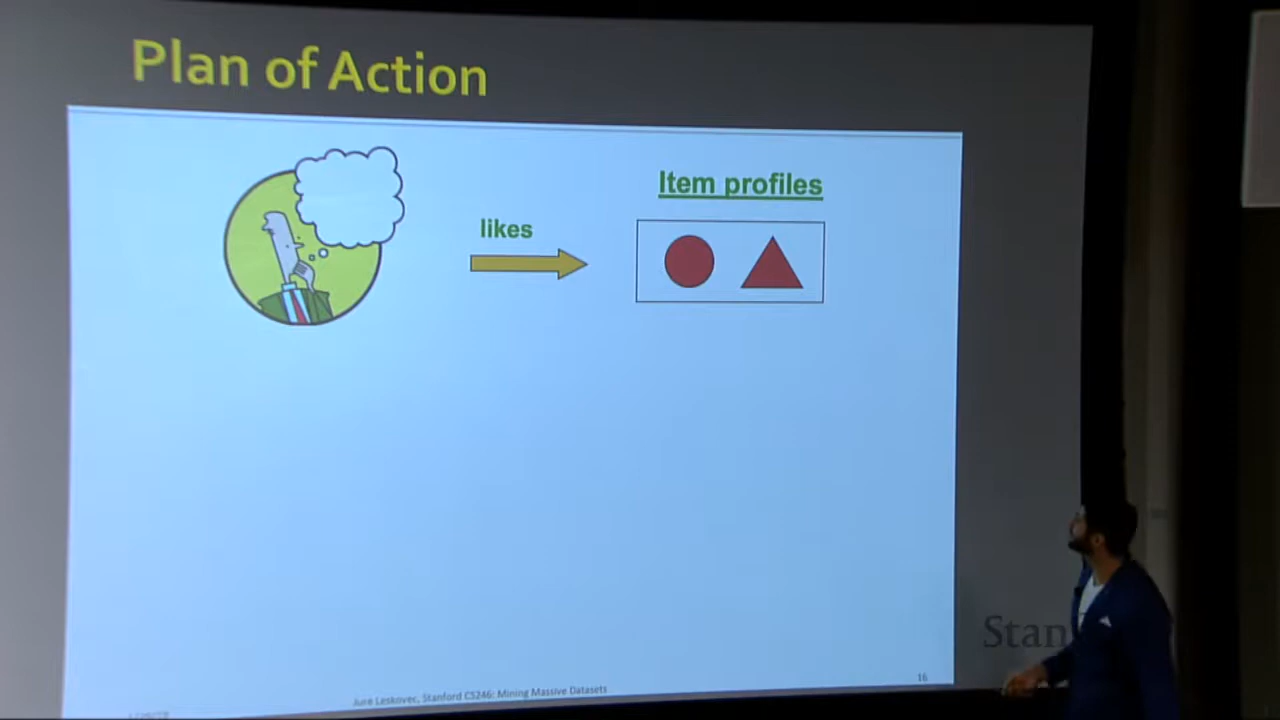 Plan of Action
Item profiles
likes
Stan
Jure Leskovec, Stanford CS246: Mining Massive Datasets
16